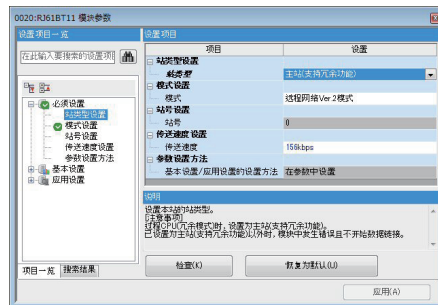 0020:RJ61BT11 模块参数
设置项目一览
在此输入要搜索的设置项目
必须设置
站类型设置
模式设置
站号设置
传送速度设置
参数设置方法
基本设置
应用设置
项目一览 搜索结果
设置项目
项目 设置
站类型设置
站类型 主站(支持冗余功能)
模式设置
模式 远程网络Ver.2模式
站号设置
站号 0
传送速度设置
传送速度 156kbps
参数设置方法
基本设置/应用设置的设置方法 在参数中设置
说明
设置本站的站类型。
[注意事项]
过程CPU(冗余模式)时，设置为主站(支持冗余功能)。
已设置为主站(支持冗余功能)以外时，模块中发生错误且不开始数据链接。
检查(K) 恢复为默认(U)
应用(A)